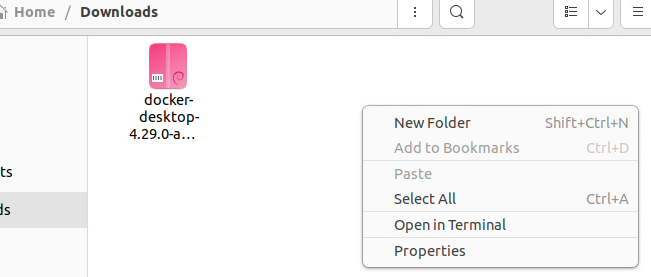 Home / Downloads
docker-
desktop-
4.29.0-a...
ts
ds
New Folder Shift+Ctrl+N
Add to Bookmarks Ctrl+D
Paste
Select All Ctrl+A
Open in Terminal
Properties